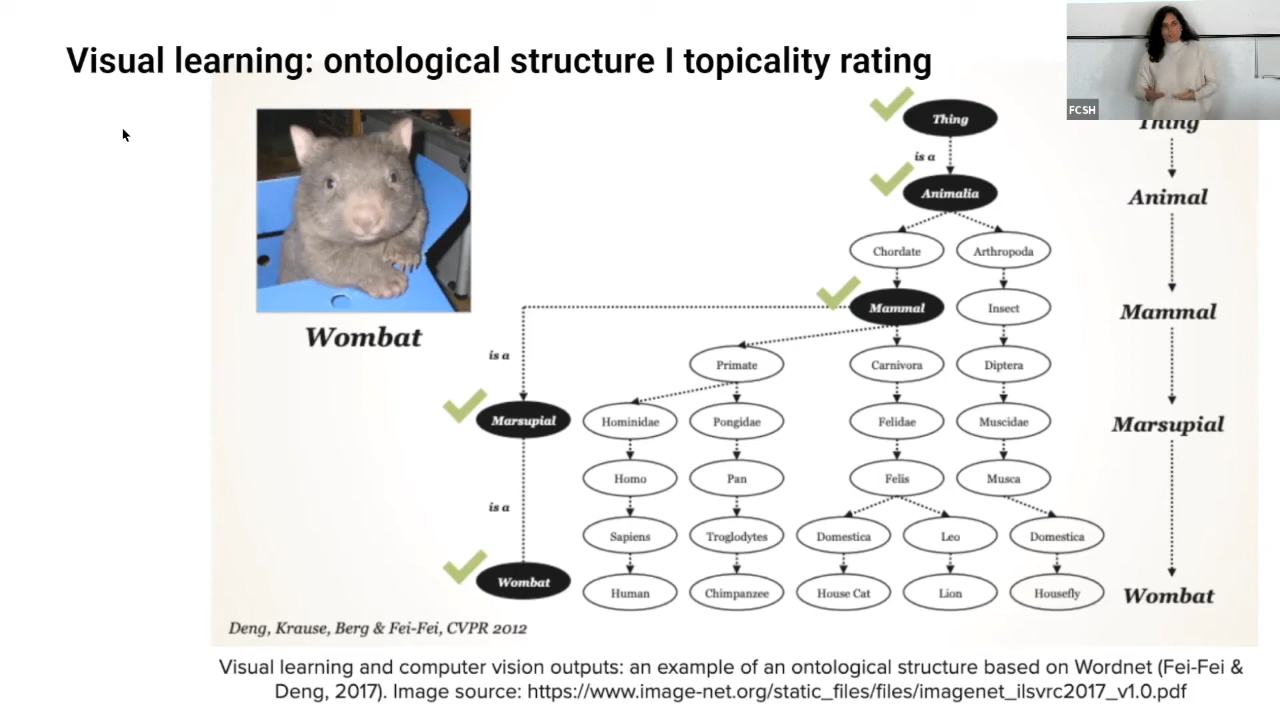 Visual learning: ontological structure I topicality rating
FCSH
Thing
Thing
is a
Animalia
Animal
Chordate
Arthropoda
Mammal
Insect
Mammal
Wombat
is a
Primate
Carnivora
Diptera
Marsupial
Hominidae
Pongidae
Felidae
Muscidae
Marsupial
Homo
Pan
Felis
Musca
is a
Sapiens
Troglodytes
Domestica
Leo
Domestica
Wombat
Human
Chimpanzee
House Cat
Lion
Housefly
Wombat
Deng, Krause, Berg & Fei-Fei, CVPR 2012
Visual learning and computer vision outputs: an example of an ontological structure based on Wordnet (Fei-Fei &
Deng, 2017). Image source: https://www.image-net.org/static_files/files/imagenet_ilsvrc2017_v1.0.pdf